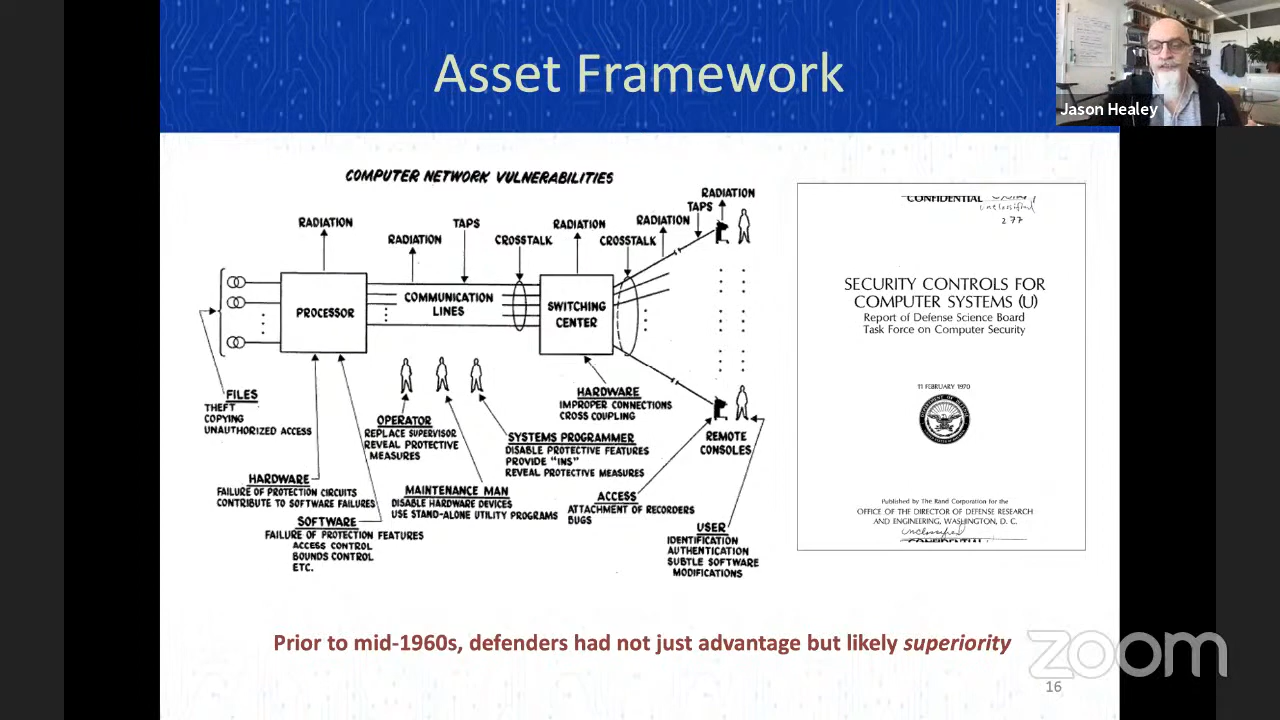 Asset Framework
Jason Healey
COMPUTER NETWORK VULNERABILITIES
RADIATION
RADIATION
TAPS
CROSSTALK
RADIATION
CROSSTALK
RADIATION
TAPS
RADIATION
PROCESSOR
COMMUNICATION
LINES
SWITCHING
CENTER
FILES
THEFT
COPYING
UNAUTHORIZED ACCESS
HARDWARE
FAILURE OF PROTECTION CIRCUITS
CONTRIBUTE TO SOFTWARE FAILURES
SOFTWARE
FAILURE OF PROTECTION FEATURES
ACCESS CONTROL
BOUNDS CONTROL
ETC.
OPERATOR
REPLACE SUPERVISOR
REVEAL PROTECTIVE
MEASURES
MAINTENANCE MAN
DISABLE HARDWARE DEVICES
USE STAND-ALONE UTILITY PROGRAMS
SYSTEMS PROGRAMMER
DISABLE PROTECTIVE FEATURES
PROVIDE "INS"
REVEAL PROTECTIVE MEASURES
HARDWARE
IMPROPER CONNECTIONS
CROSS COUPLING
ACCESS
ATTACHMENT OF RECORDERS
BUGS
REMOTE
CONSOLES
USER
IDENTIFICATION
AUTHENTICATION
SUBTLE SOFTWARE
MODIFICATIONS
CONFIDENTIAL
unclassified
2 77
SECURITY CONTROLS FOR
COMPUTER SYSTEMS (U)
Report of Defense Science Board
Task Force on Computer Security
11 FEBRUARY 1970
Published by The Rand Corporation for the
OFFICE OF THE DIRECTOR OF DEFENSE RESEARCH
AND ENGINEERING, WASHINGTON, D. C.
unclassified
CONFIDENTIAL
Prior to mid-1960s, defenders had not just advantage but likely superiority
zoom
16